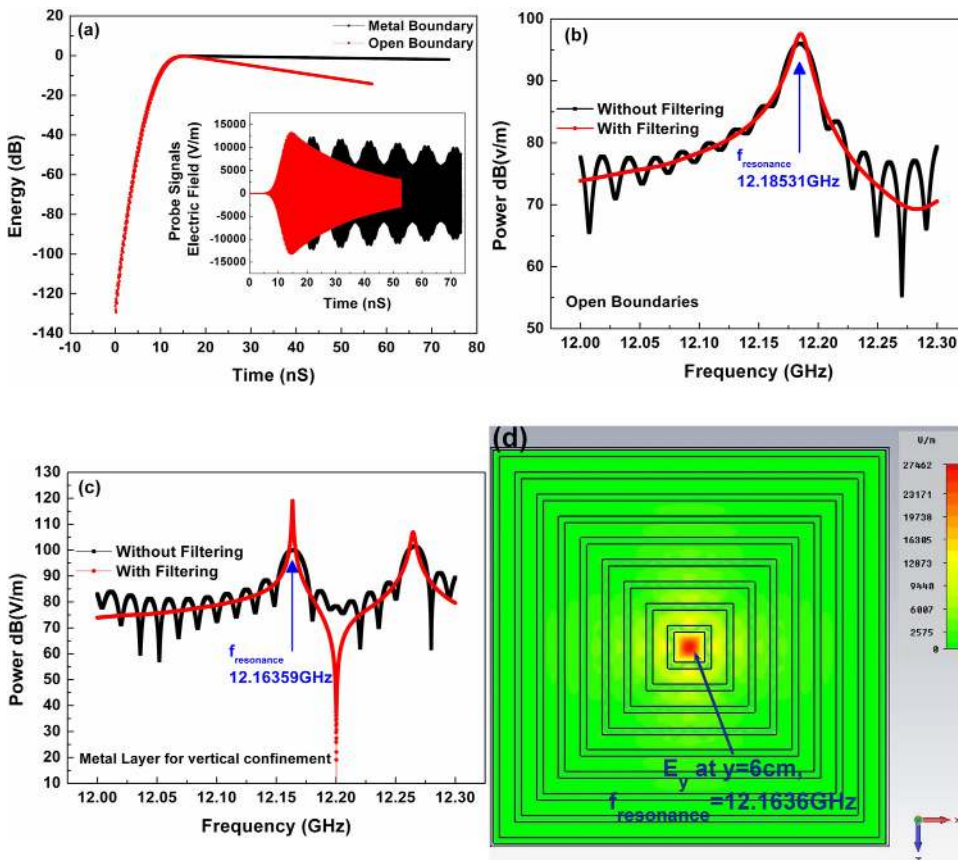 (a)
Metal Boundary
Open Boundary
Energy (dB)
20
0
-20
-40
-60
-80
-100
-120
-140
-10 0 10 20 30 40 50 60 70 80
Time (nS)
Probe Signals
Electric Field (V/m)
15000
10000
5000
0
-5000
-10000
-15000
0 10 20 30 40 50 60 70
Time (nS)
(b)
Without Filtering
With Filtering
f resonance
12.18531GHz
Power dB(v/m)
100
90
80
70
60
50
Open Boundaries
12.00 12.05 12.10 12.15 12.20 12.25 12.30
Frequency (GHz)
(c)
Without Filtering
With Filtering
f resonance
12.16359GHz
Power dB(V/m)
130
120
110
100
90
80
70
60
50
40
30
20
10
Metal Layer for vertical confinement
12.00 12.05 12.10 12.15 12.20 12.25 12.30
Frequency (GHz)
(d)
V/m
27462
23171
19738
16305
12873
9440
6007
2575
0
Ey at y=6cm,
f resonance =12.1636GHz
x